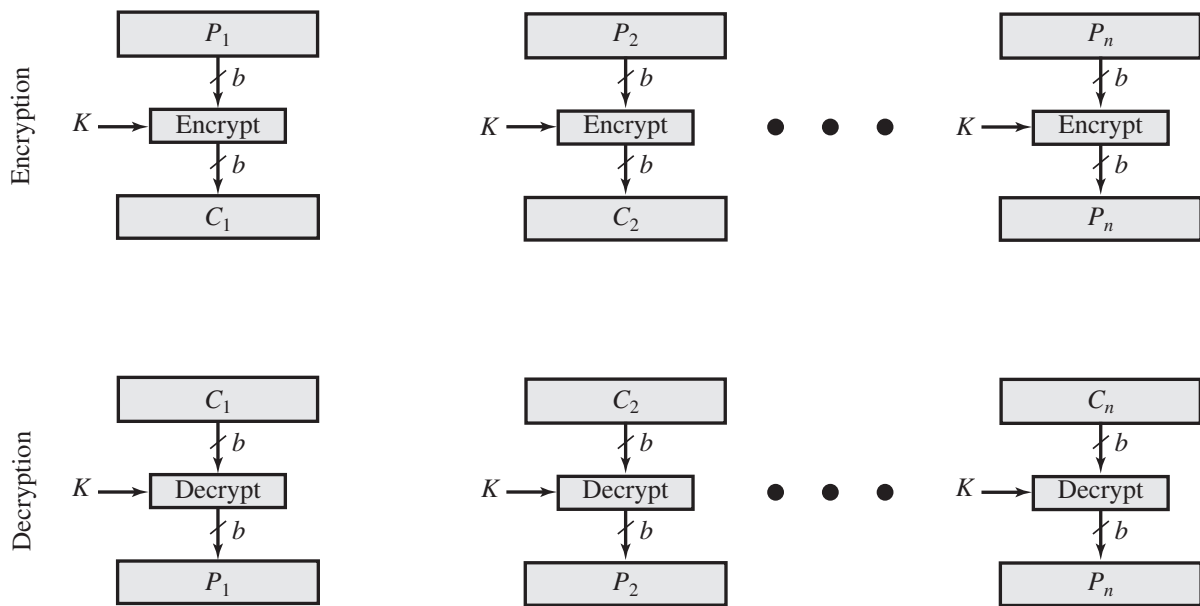 Encryption
P₁ P₂ Pₙ
b b b
K Encrypt K Encrypt K Encrypt
b b b
C₁ C₂ Pₙ
Decryption
C₁ C₂ Cₙ
b b b
K Decrypt K Decrypt K Decrypt
b b b
P₁ P₂ Pₙ